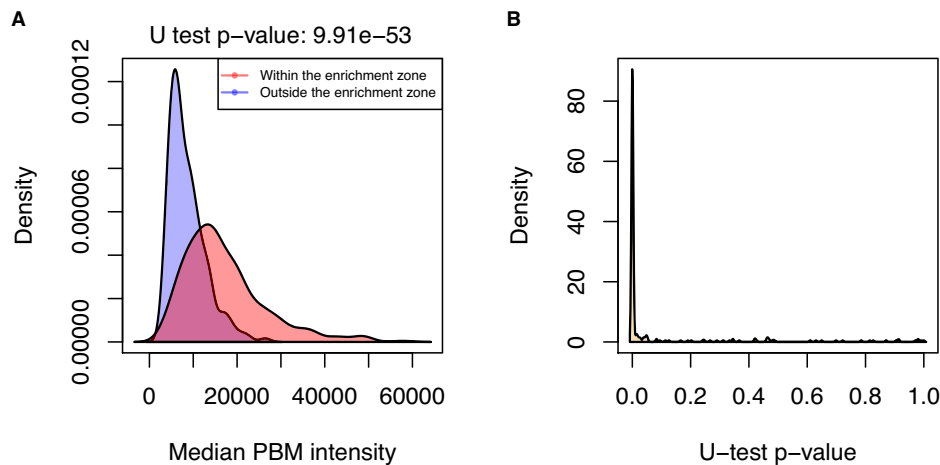 A
U test p−value: 9.91e−53
Within the enrichment zone
Outside the enrichment zone
Density
0.00000
0.00006
0.00012
0
20000
40000
60000
Median PBM intensity
B
Density
0
20
40
60
80
0.0
0.2
0.4
0.6
0.8
1.0
U−test p−value